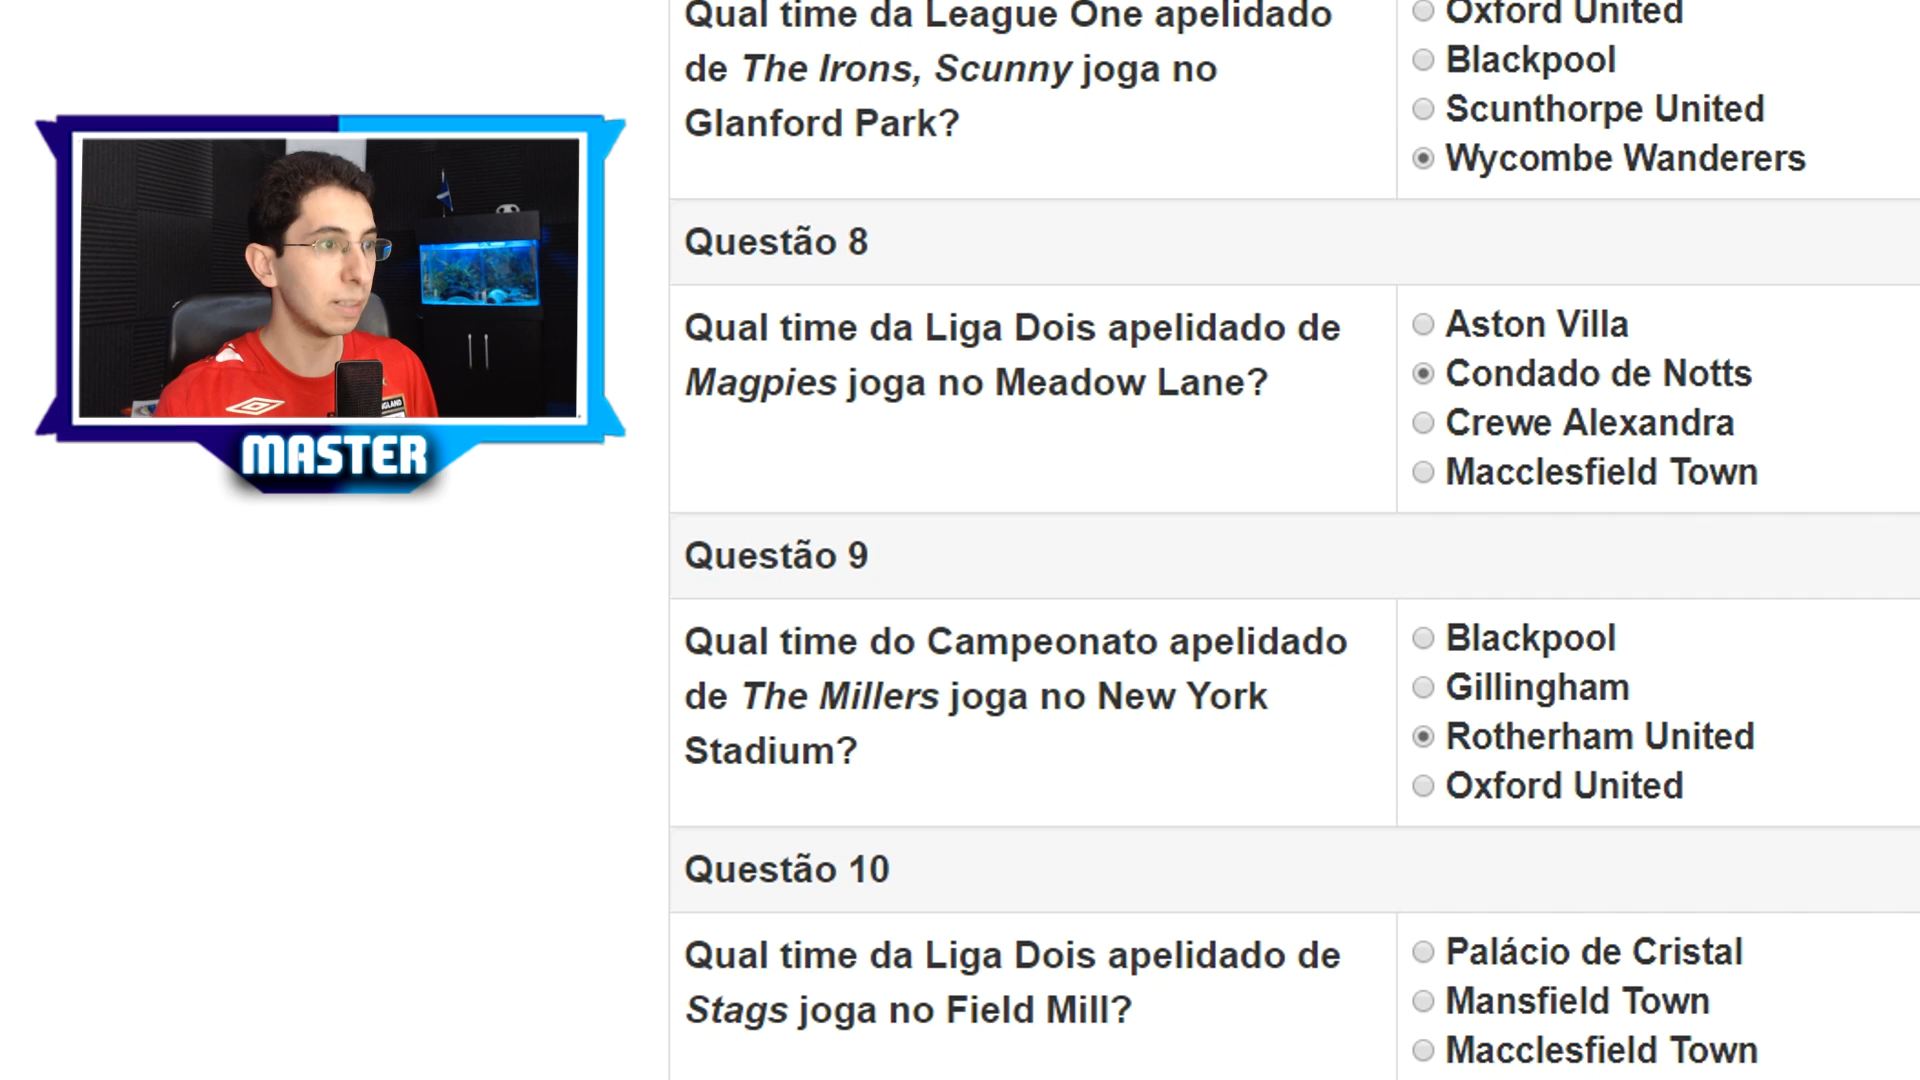 Qual time da League One apelidado
de The Irons, Scunny joga no
Glanford Park?
Oxford United
Blackpool
Scunthorpe United
Wycombe Wanderers
Questão 8
Qual time da Liga Dois apelidado de
Magpies joga no Meadow Lane?
Aston Villa
Condado de Notts
Crewe Alexandra
Macclesfield Town
Questão 9
Qual time do Campeonato apelidado
de The Millers joga no New York
Stadium?
Blackpool
Gillingham
Rotherham United
Oxford United
Questão 10
Qual time da Liga Dois apelidado de
Stags joga no Field Mill?
Palácio de Cristal
Mansfield Town
Macclesfield Town
MASTER